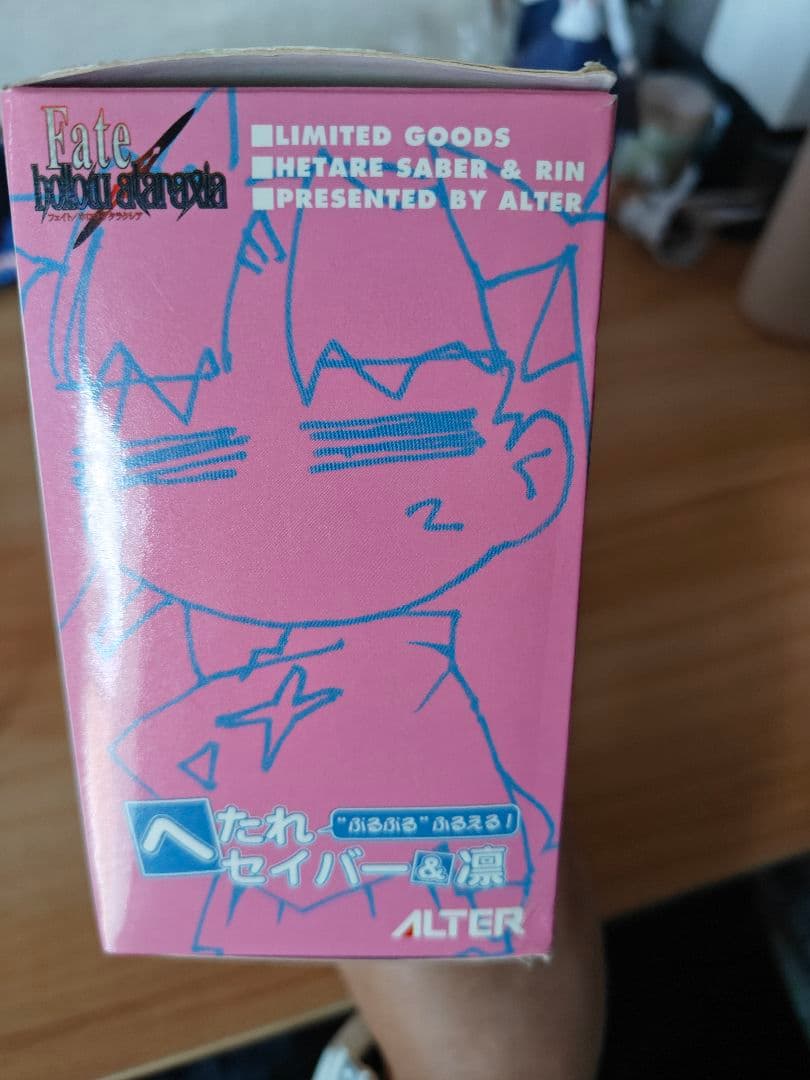 Fate
hollow ataraxia
フェイト/ホロウアタラクシア
■LIMITED GOODS
■HETARE SABER & RIN
■PRESENTED BY ALTER
へたれ
"ぷるぷる"ふるえる!
セイバー&凛
ALTER